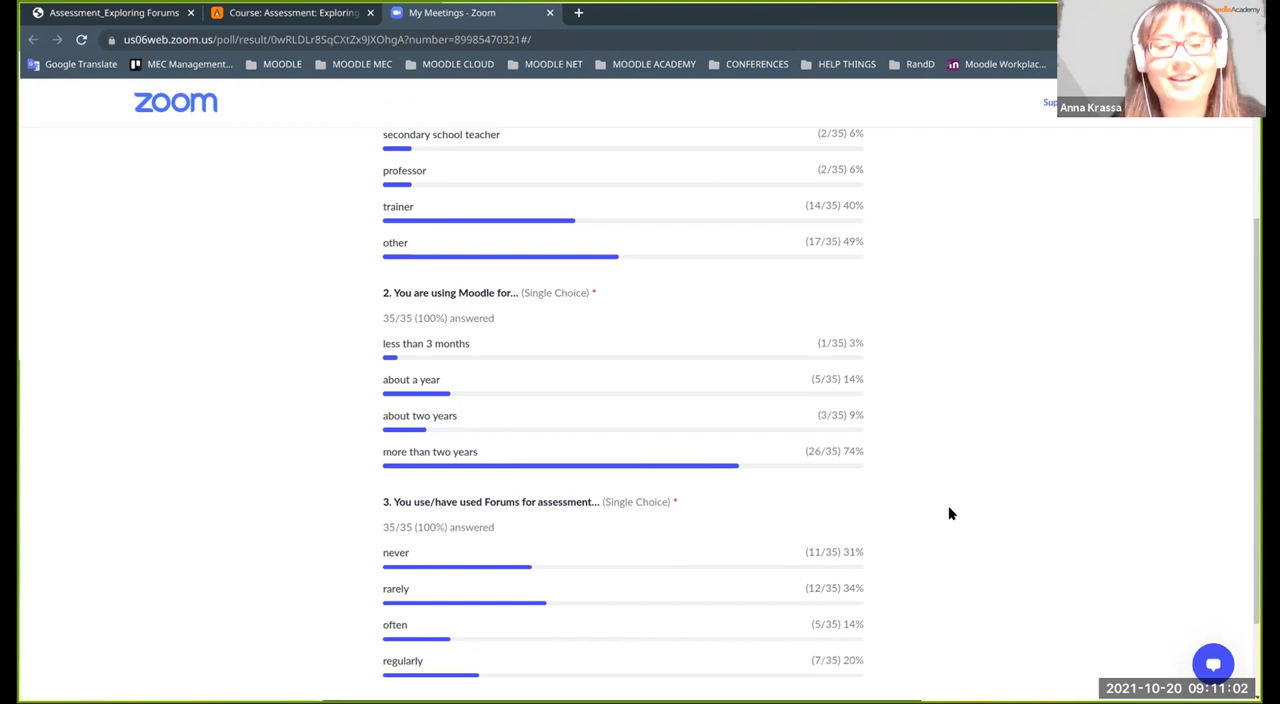 Assessment_Exploring Forums
Course: Assessment: Exploring
My Meetings - Zoom
us06web.zoom.us/poll/result/0wRLDLr8SqCXtZx9JXOhgA?number=89985470321#/
Google Translate
MEC Management...
MOODLE
MOODLE MEC
MOODLE CLOUD
MOODLE NET
MOODLE ACADEMY
CONFERENCES
HELP THINGS
RandD
Moodle Workplac...
Anna Krassa
zoom
Sup
secondary school teacher (2/35) 6%
professor (2/35) 6%
trainer (14/35) 40%
other (17/35) 49%
2. You are using Moodle for... (Single Choice) *
35/35 (100%) answered
less than 3 months (1/35) 3%
about a year (5/35) 14%
about two years (3/35) 9%
more than two years (26/35) 74%
3. You use/have used Forums for assessment... (Single Choice) *
35/35 (100%) answered
never (11/35) 31%
rarely (12/35) 34%
often (5/35) 14%
regularly (7/35) 20%
2021-10-20 09:11:02